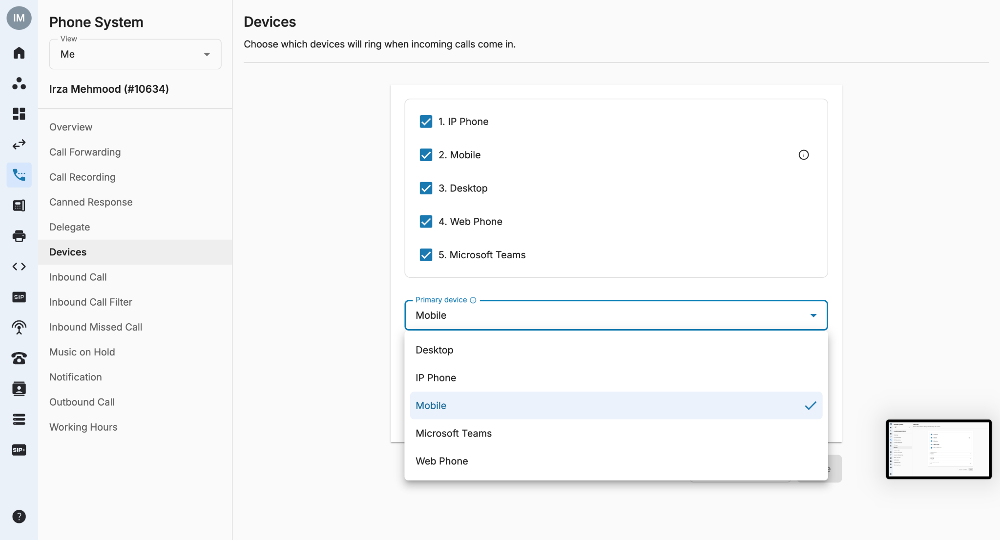 IM
Phone System
View
Me
Irza Mehmood (#10634)
Overview
Call Forwarding
Call Recording
Canned Response
Delegate
Devices
Inbound Call
Inbound Call Filter
Inbound Missed Call
Music on Hold
Notification
Outbound Call
Working Hours
SIP
SIP+
?
Devices
Choose which devices will ring when incoming calls come in.
1. IP Phone
2. Mobile
3. Desktop
4. Web Phone
5. Microsoft Teams
Primary device
Mobile
Desktop
IP Phone
Mobile
Microsoft Teams
Web Phone